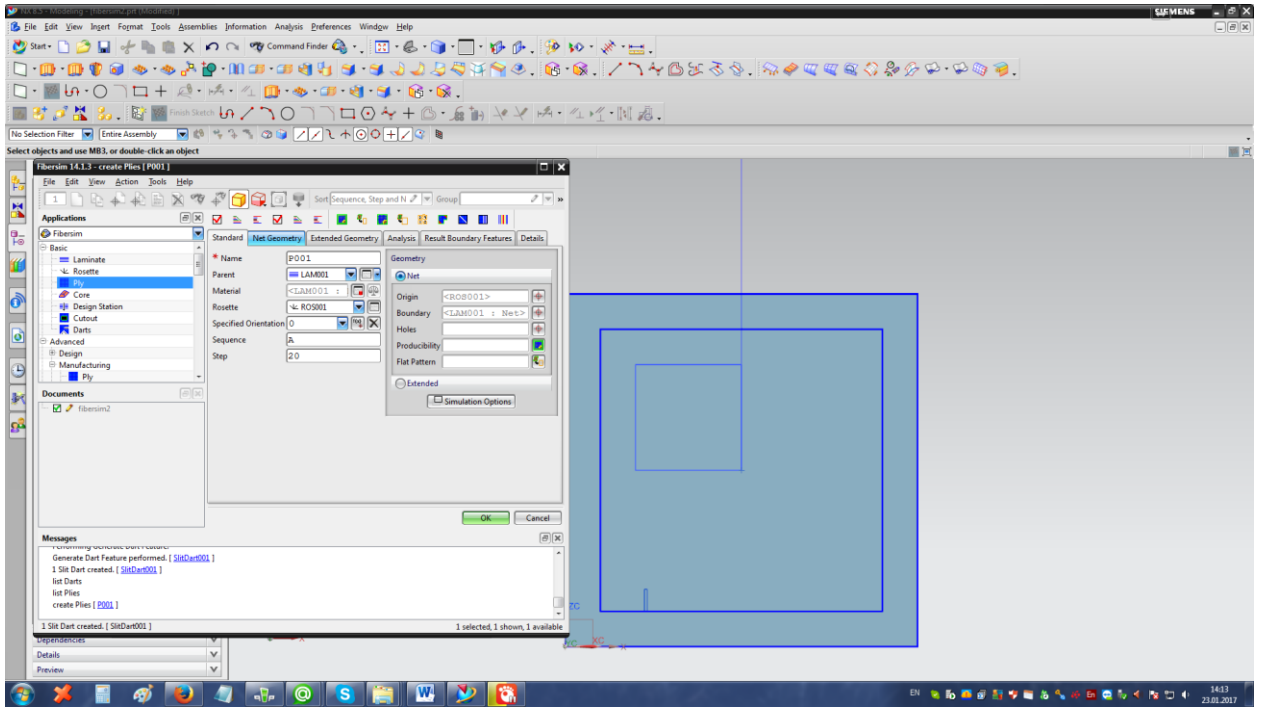 NX 8.5 - Modeling - [fibersim2.prt (Modified) ]
SIEMENS
File Edit View Insert Format Tools Assemblies Information Analysis Preferences Window Help
Start Command Finder
Finish Sketch
No Selection Filter Entire Assembly
Select objects and use MB3, or double-click an object
Fibersim 14.1.3 - create Plies [ P001 ]
File Edit View Action Tools Help
1 Sort Sequence, Step and N Group »
Applications
Fibersim
Basic
Laminate
Rosette
Ply
Core
Design Station
Cutout
Darts
Advanced
Design
Manufacturing
Ply
Standard Net Geometry Extended Geometry Analysis Result Boundary Features Details
* Name P001
Parent LAM001
Material <LAM001 :
Rosette ROS001
Specified Orientation 0
Sequence A
Step 20
Geometry
Net
Origin <ROS001>
Boundary <LAM001 : Net>
Holes
Producibility
Flat Pattern
Extended
Simulation Options
Documents
fibersim2
OK Cancel
Messages
Performing Generate Dart Feature.
Generate Dart Feature performed. [ SlitDart001 ]
1 Slit Dart created. [ SlitDart001 ]
list Darts
list Plies
create Plies [ P001 ]
1 Slit Dart created. [ SlitDart001 ] 1 selected, 1 shown, 1 available
Dependencies
Details
Preview
ZC
XC
X
EN
14:13
23.01.2017